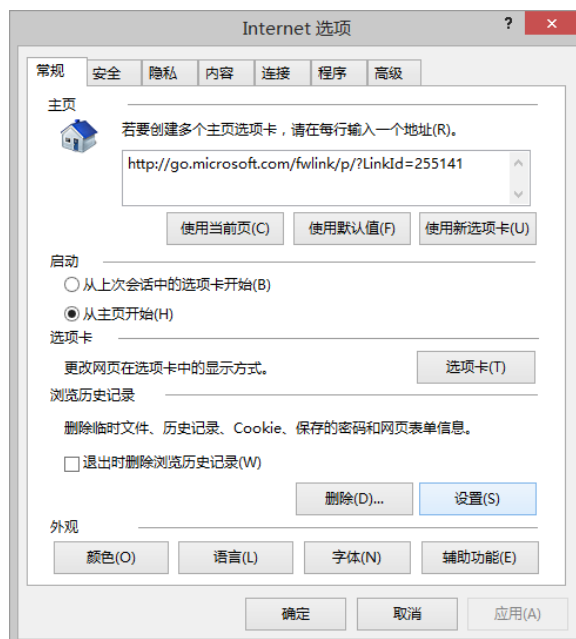 Internet 选项
?
常规 安全 隐私 内容 连接 程序 高级
主页
若要创建多个主页选项卡，请在每行输入一个地址(R)。
http://go.microsoft.com/fwlink/p/?LinkId=255141
使用当前页(C) 使用默认值(F) 使用新选项卡(U)
启动
从上次会话中的选项卡开始(B)
从主页开始(H)
选项卡
更改网页在选项卡中的显示方式。 选项卡(T)
浏览历史记录
删除临时文件、历史记录、Cookie、保存的密码和网页表单信息。
退出时删除浏览历史记录(W)
删除(D)... 设置(S)
外观
颜色(O) 语言(L) 字体(N) 辅助功能(E)
确定 取消 应用(A)